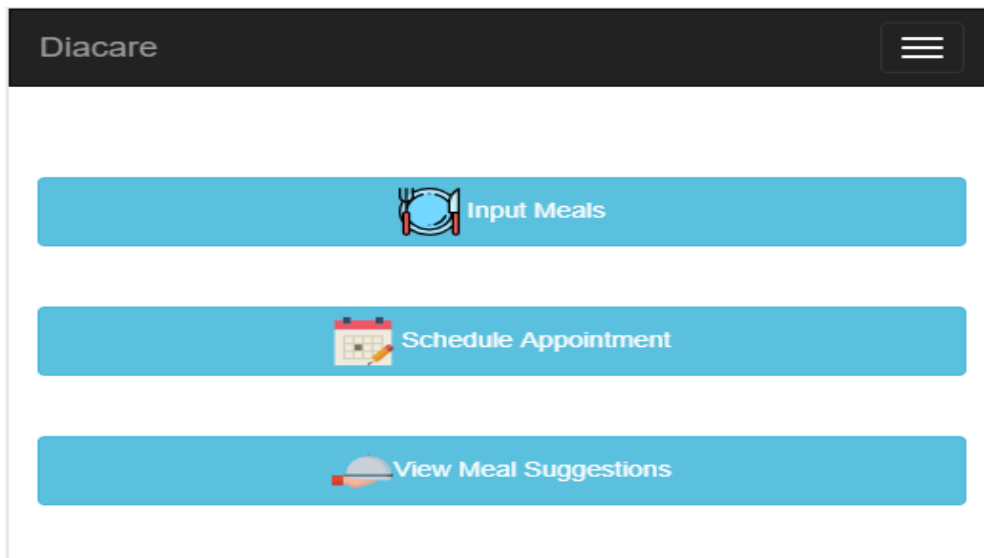 Diacare
Input Meals
Schedule Appointment
View Meal Suggestions